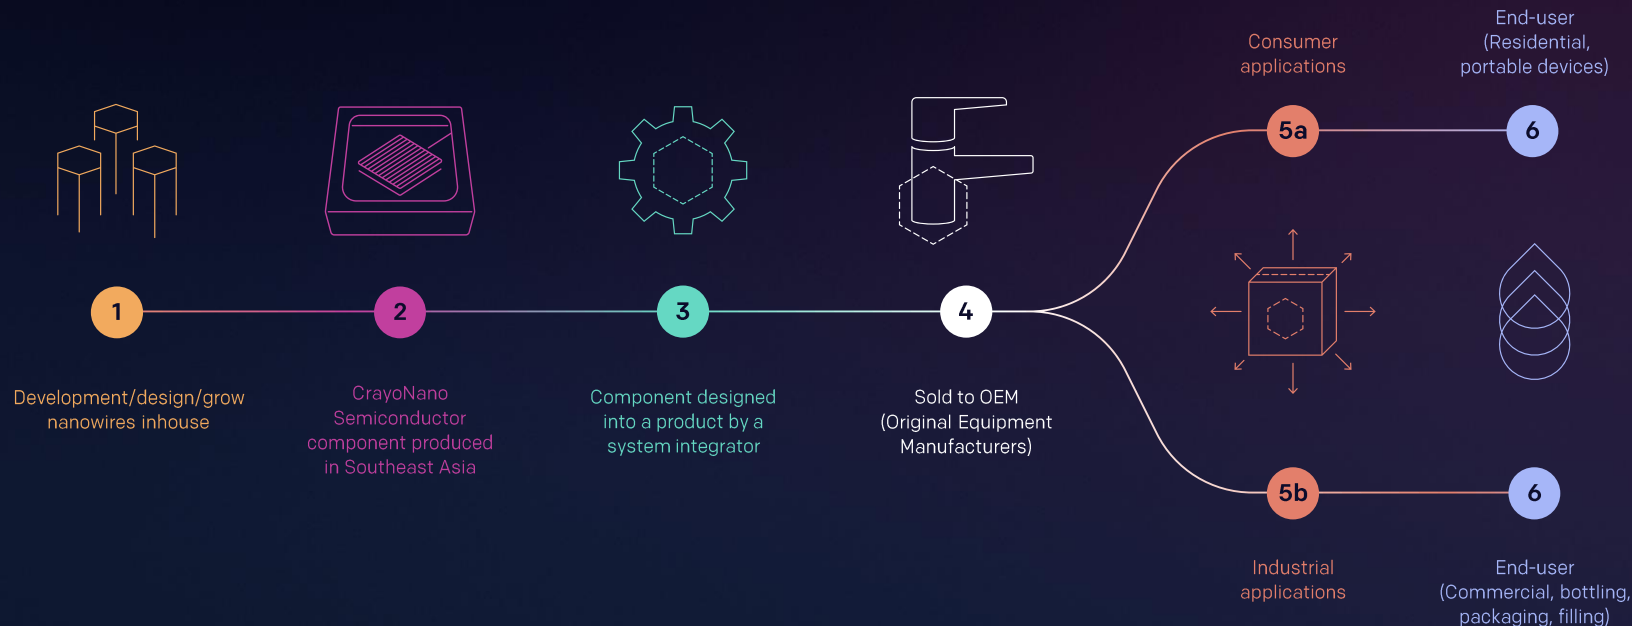 1
Development/design/grow
nanowires inhouse
2
CrayoNano
Semiconductor
component produced
in Southeast Asia
3
Component designed
into a product by a
system integrator
4
Sold to OEM
(Original Equipment
Manufacturers)
Consumer
applications
5a
End-user
(Residential,
portable devices)
6
5b
Industrial
applications
6
End-user
(Commercial, bottling,
packaging, filling)